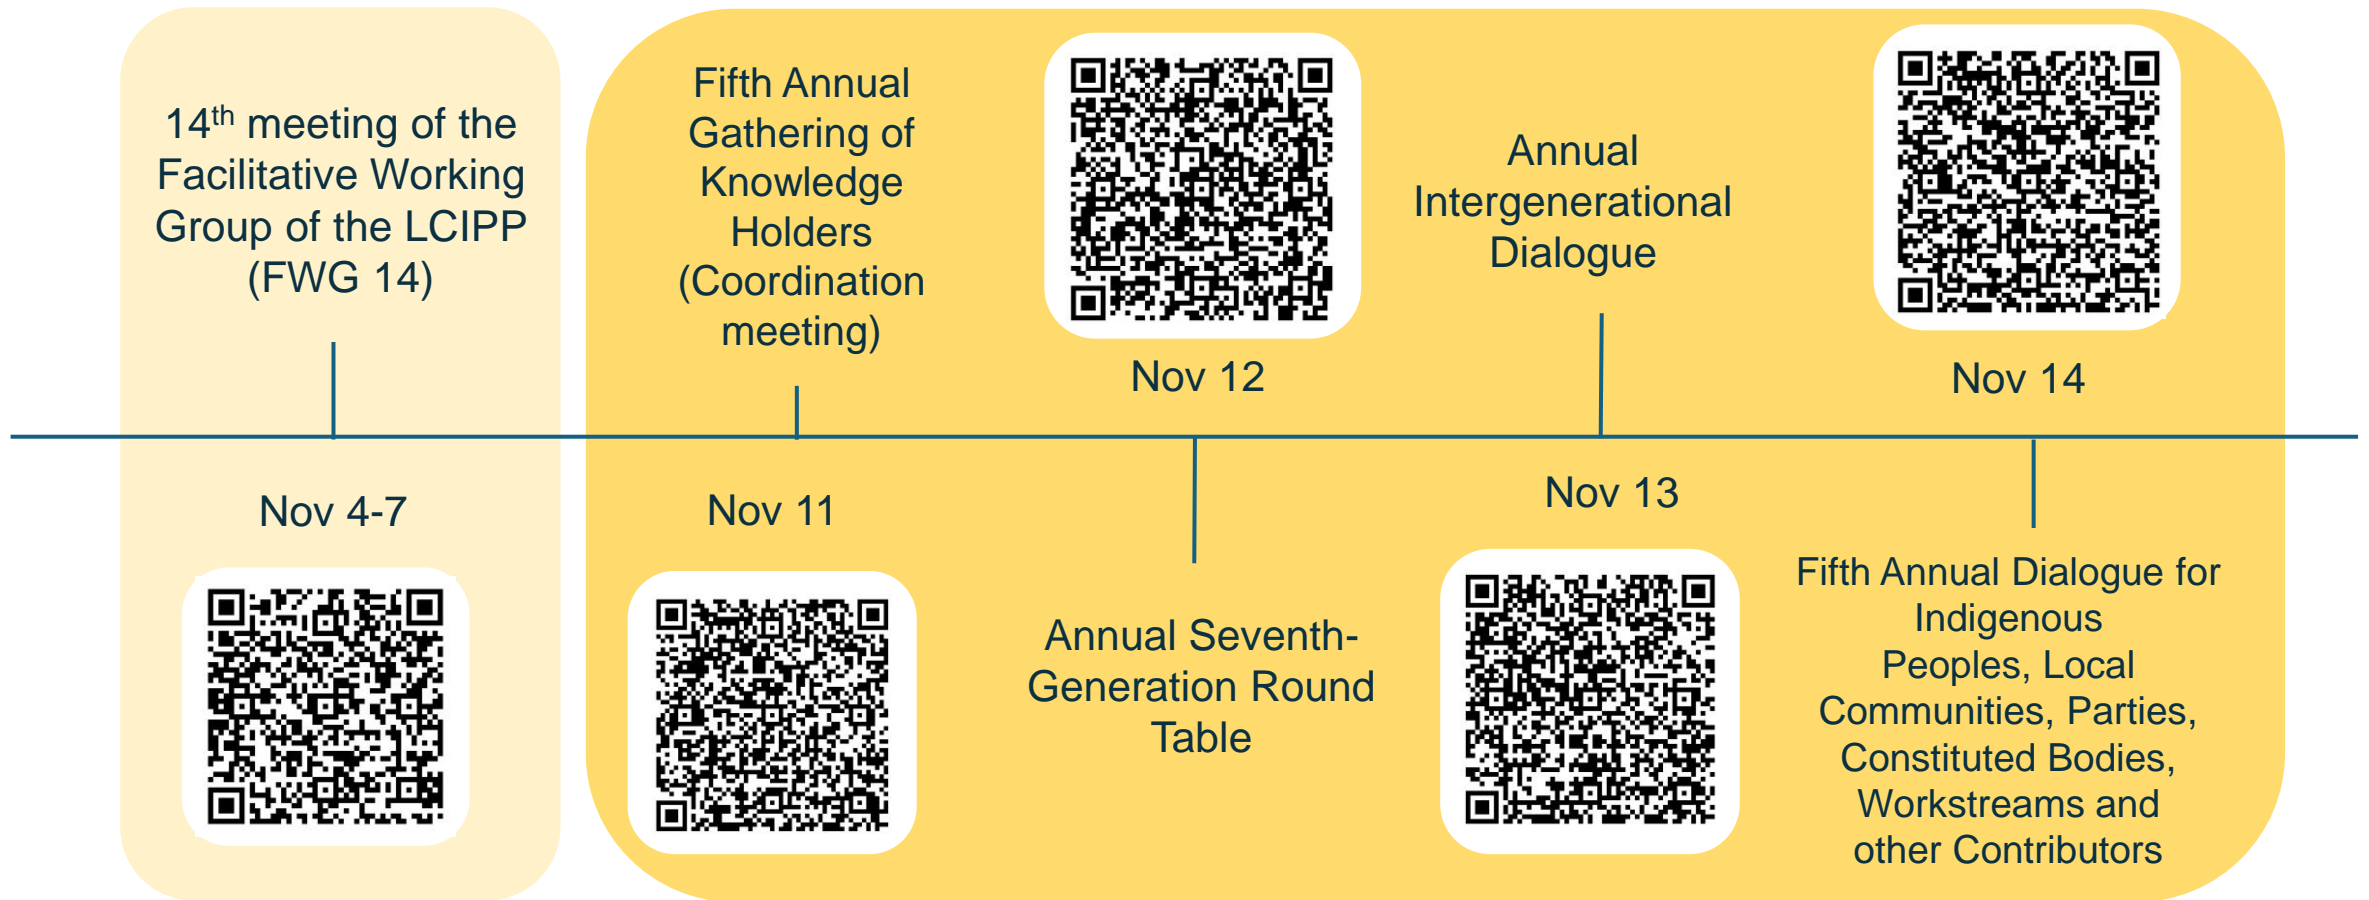 14th meeting of the
Facilitative Working
Group of the LCIPP
(FWG 14)
Nov 4-7
Fifth Annual
Gathering of
Knowledge
Holders
(Coordination
meeting)
Nov 11
Nov 12
Annual Seventh-
Generation Round
Table
Annual
Intergenerational
Dialogue
Nov 13
Nov 14
Fifth Annual Dialogue for
Indigenous
Peoples, Local
Communities, Parties,
Constituted Bodies,
Workstreams and
other Contributors